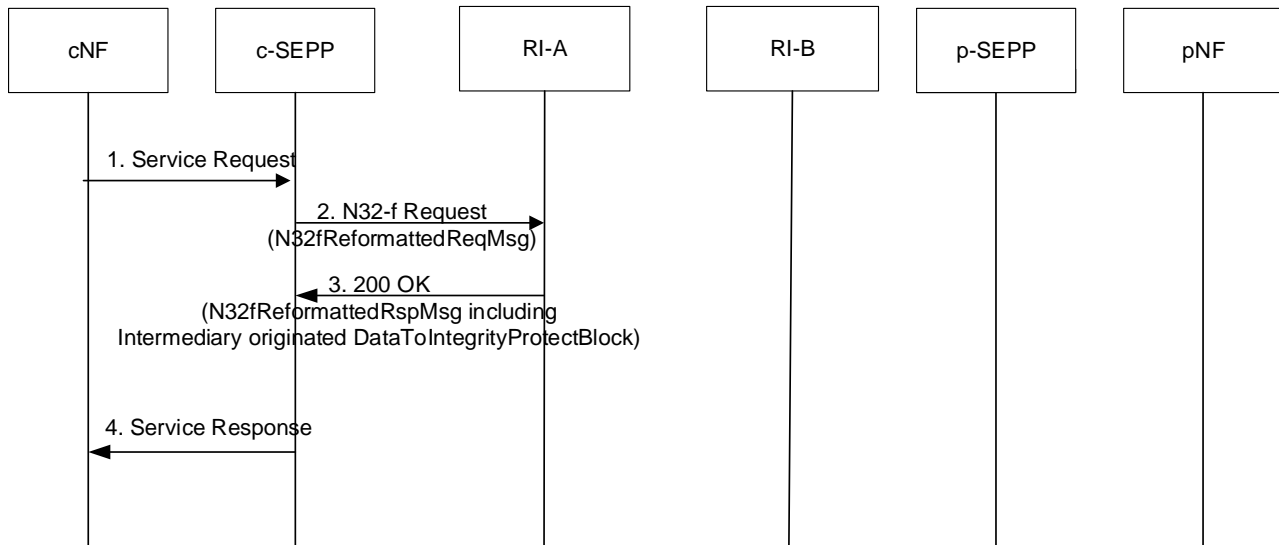 cNF
c-SEPP
RI-A
RI-B
p-SEPP
pNF
1. Service Request
2. N32-f Request
(N32fReformattedReqMsg)
3. 200 OK
(N32fReformattedRspMsg including
Intermediary originated DataToIntegrityProtectBlock)
4. Service Response